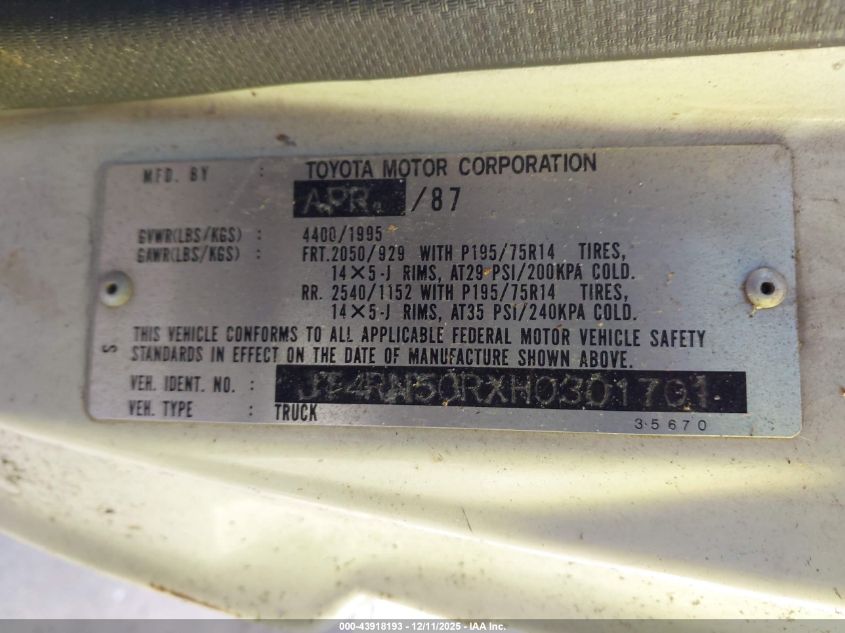 MFD. BY : TOYOTA MOTOR CORPORATION
APR. /87
GVWR(LBS/KGS) : 4400/1995
GAWR(LBS/KGS) : FRT. 2050/929 WITH P195/75R14 TIRES,
14×5-J RIMS, AT29 PSI/200KPA COLD.
RR. 2540/1152 WITH P195/75R14 TIRES,
14×5-J RIMS, AT35 PSI/240KPA COLD.
THIS VEHICLE CONFORMS TO ALL APPLICABLE FEDERAL MOTOR VEHICLE SAFETY
S STANDARDS IN EFFECT ON THE DATE OF MANUFACTURE SHOWN ABOVE.
VEH. IDENT. NO. : JT4RN50RXH0301701
VEH. TYPE : TRUCK
35670
000-43918193 - 12/11/2025 - IAA Inc.